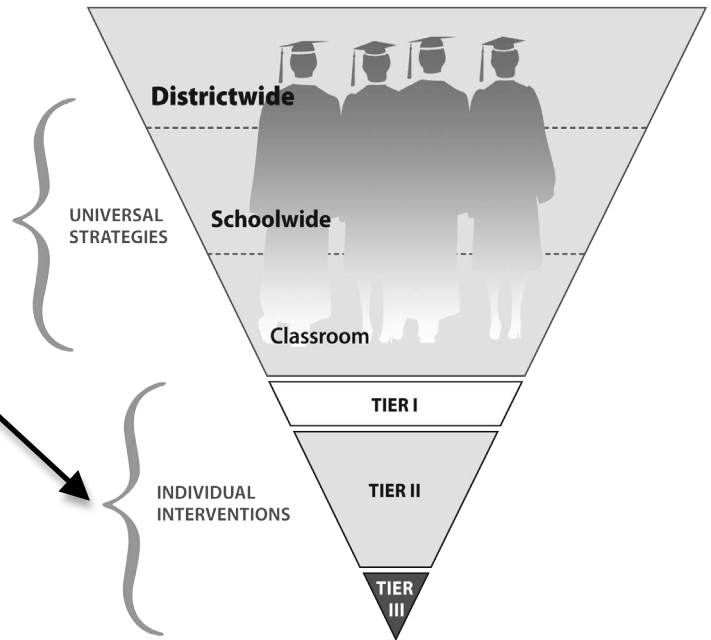 Districtwide
UNIVERSAL
STRATEGIES
Schoolwide
Classroom
TIER I
INDIVIDUAL
INTERVENTIONS
TIER II
TIER
III